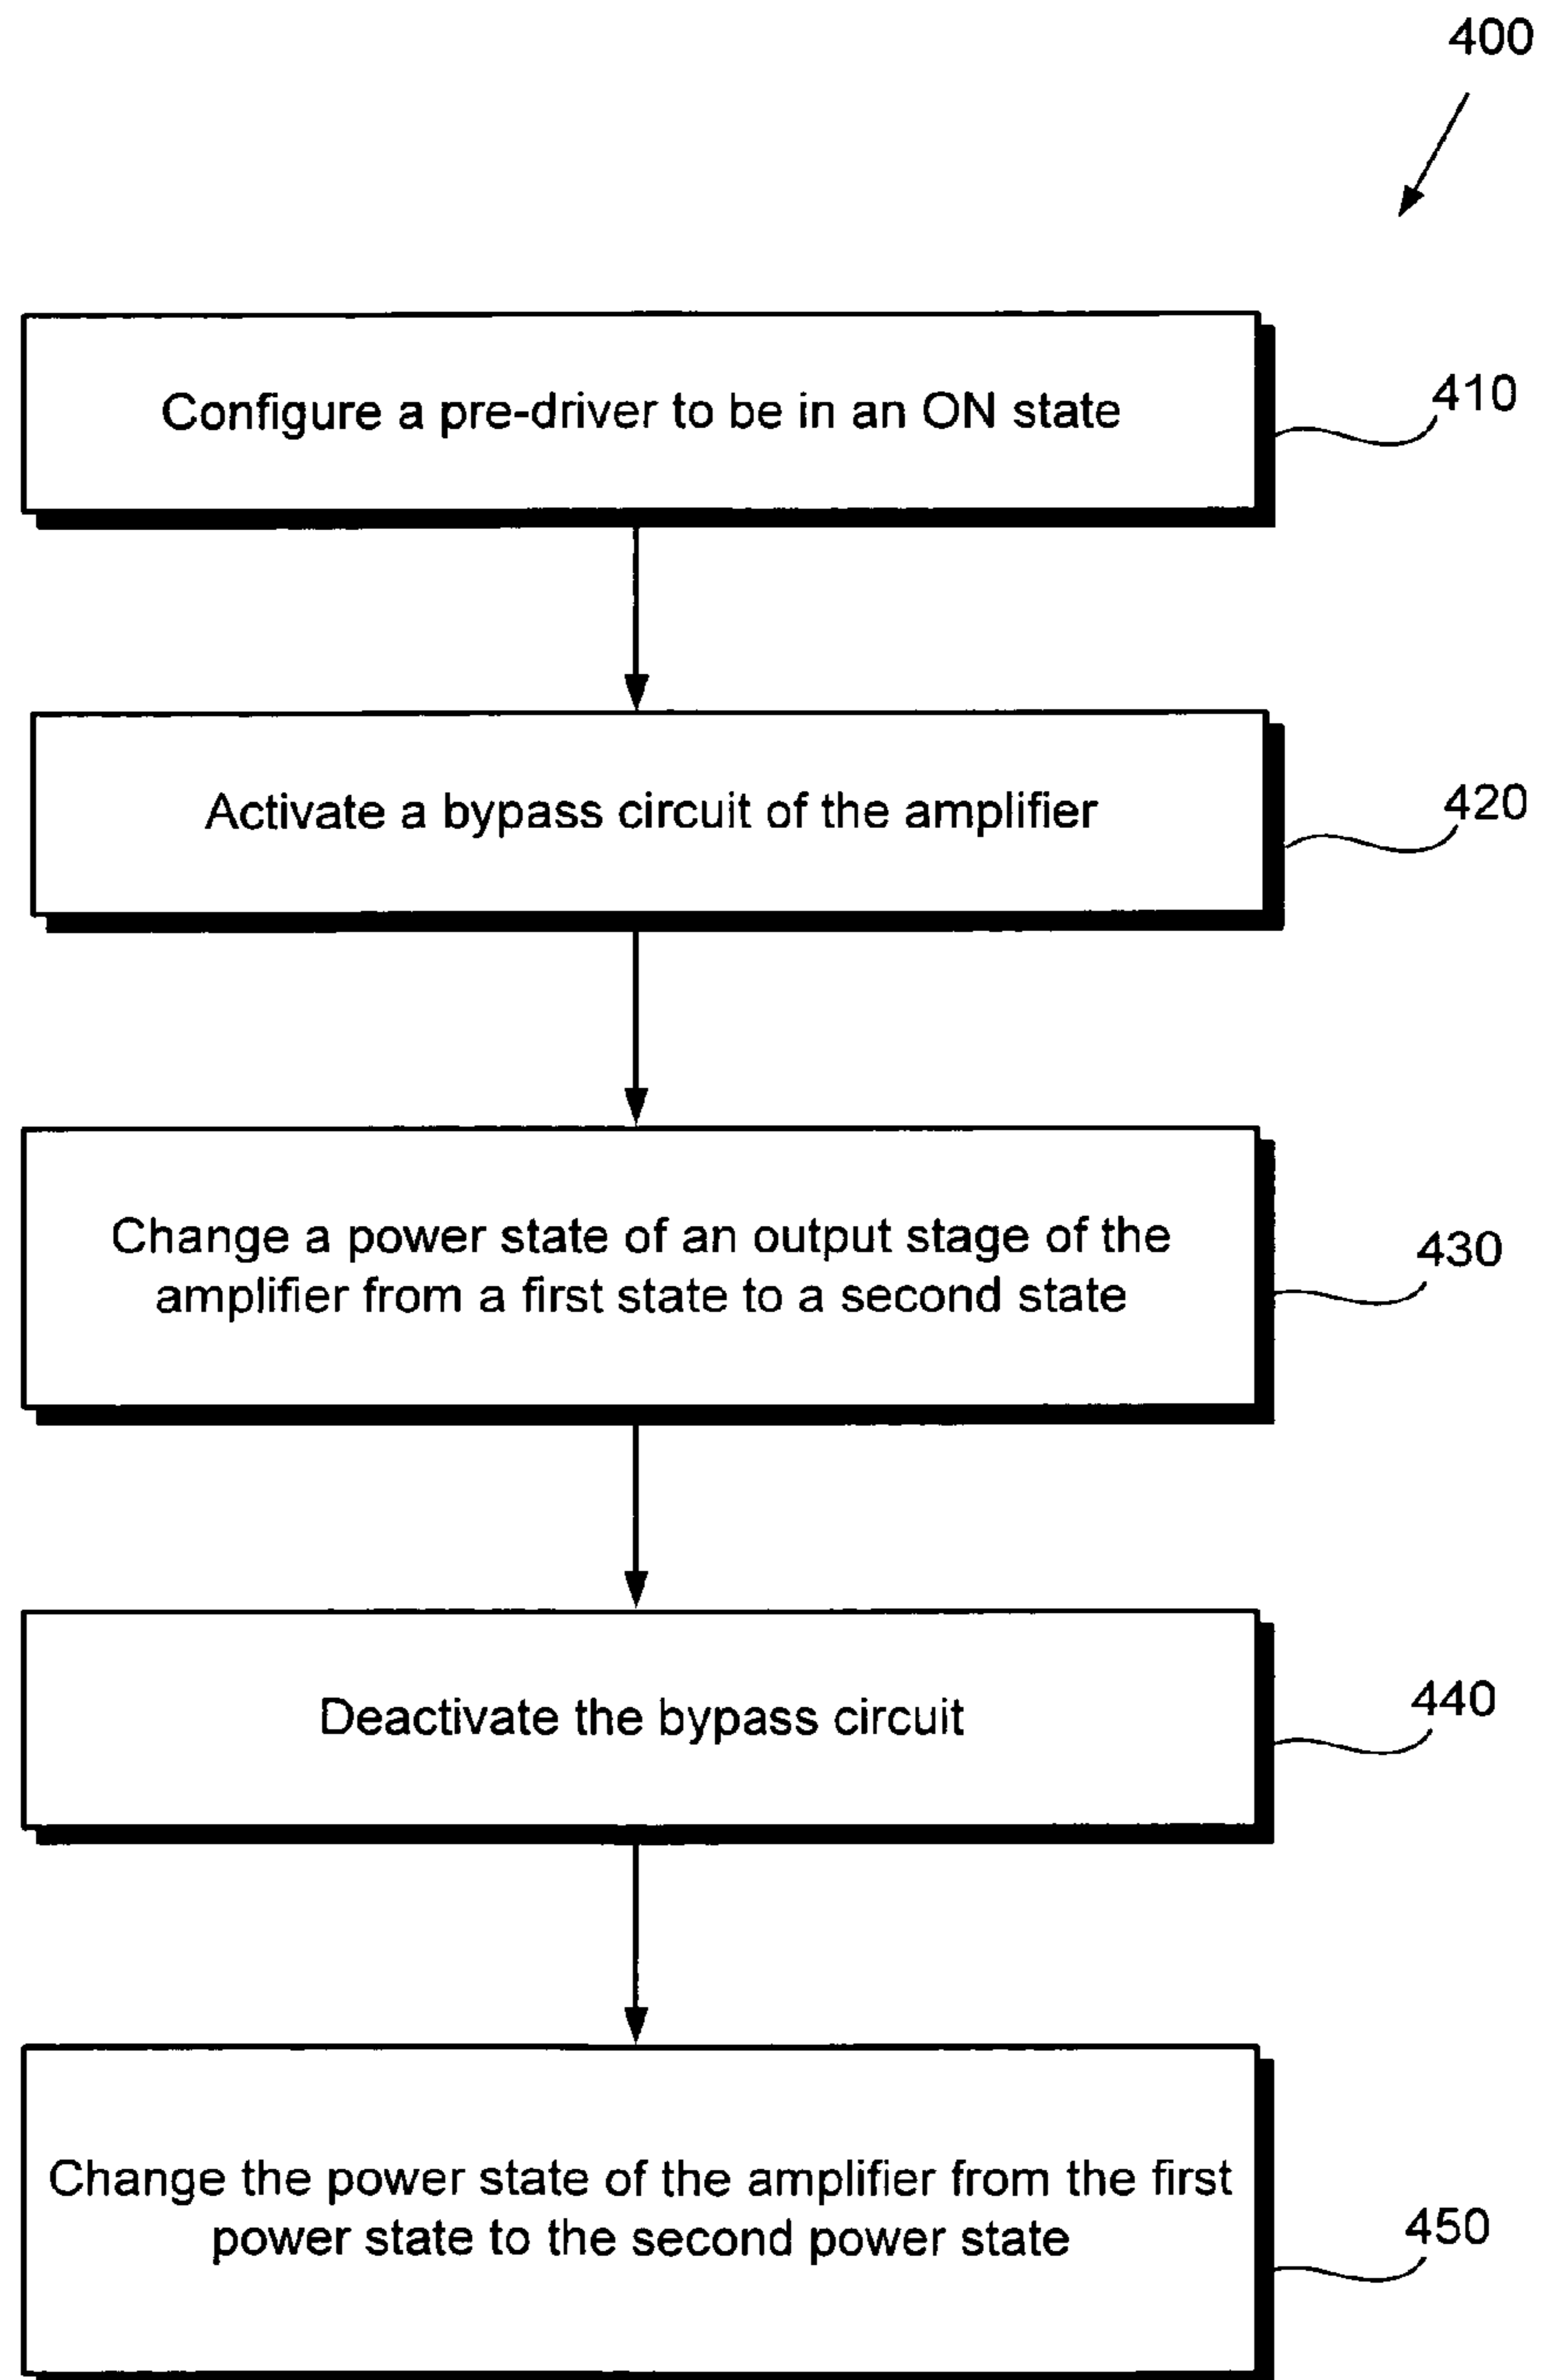 400
Configure a pre-driver to be in an ON state
410
Activate a bypass circuit of the amplifier
420
Change a power state of an output stage of the
amplifier from a first state to a second state
430
Deactivate the bypass circuit
440
Change the power state of the amplifier from the first
power state to the second power state
450